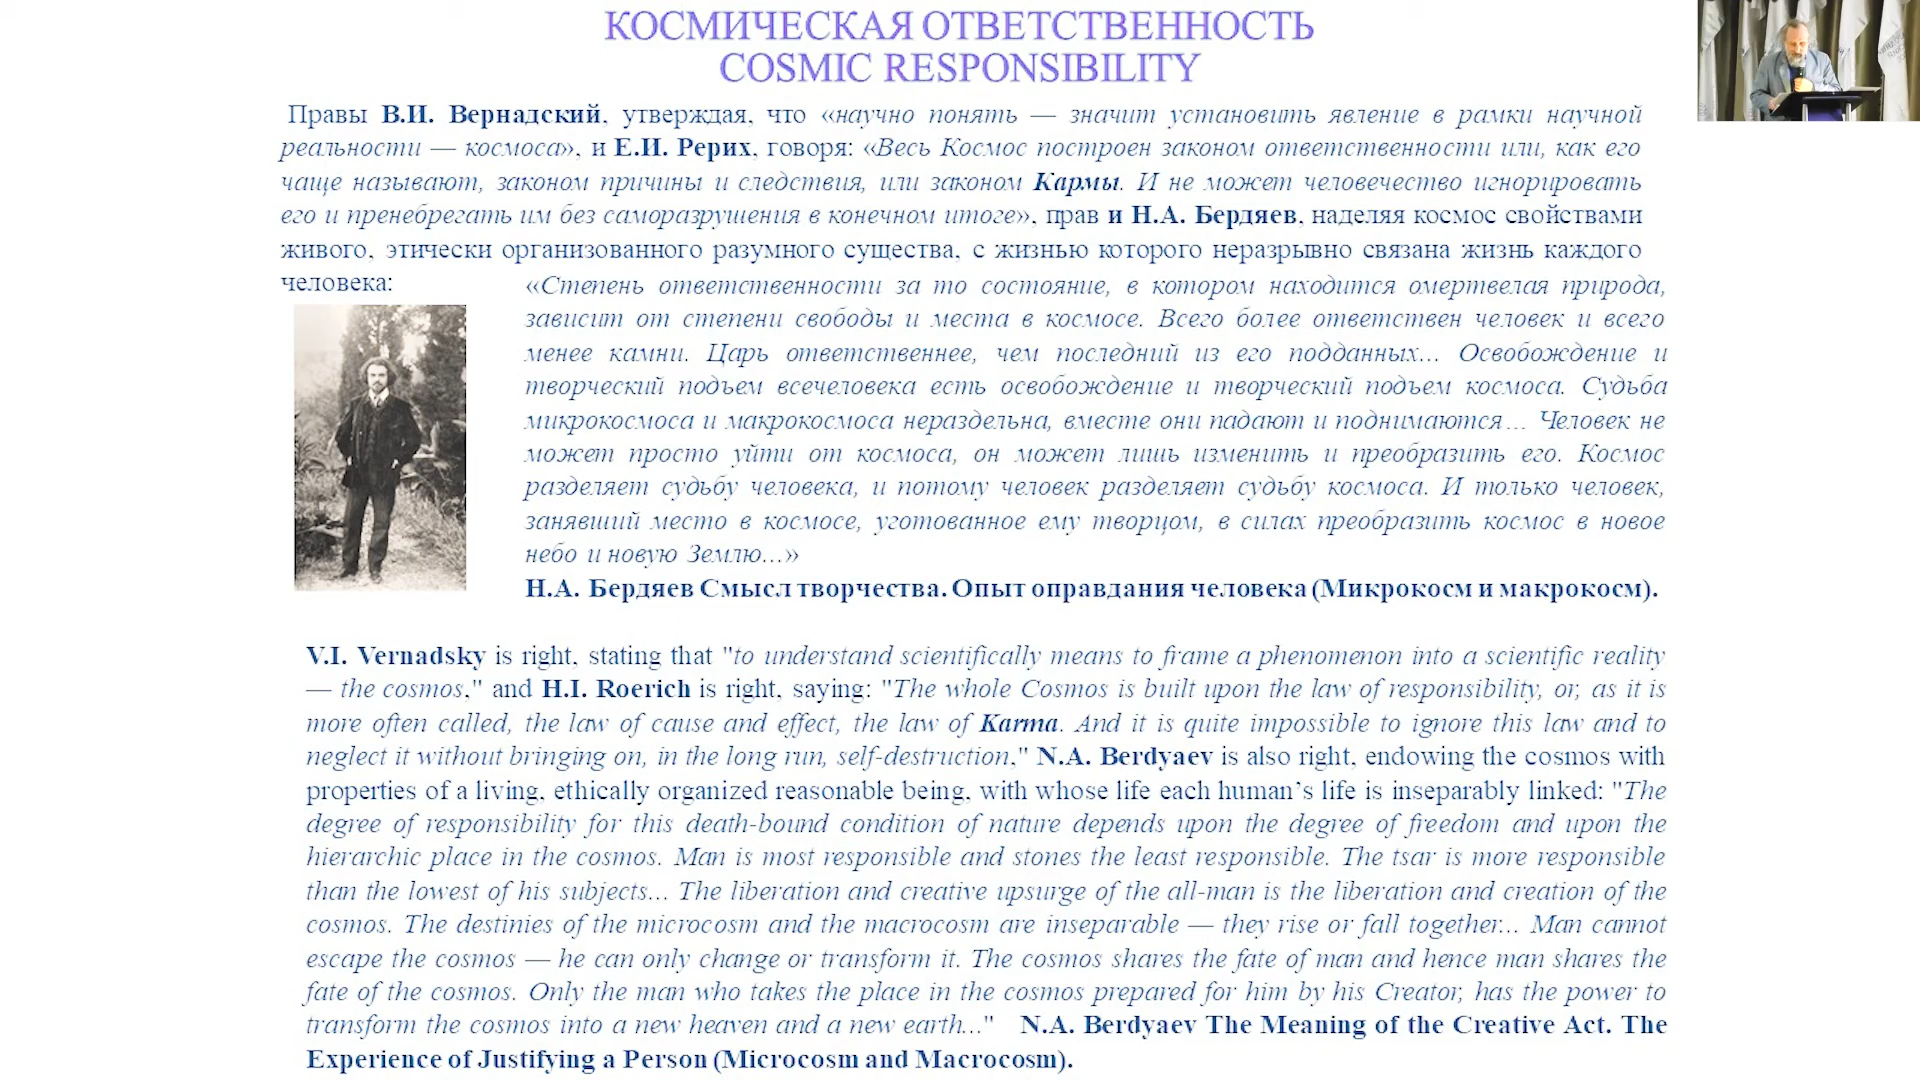 КОСМИЧЕСКАЯ ОТВЕТСТВЕННОСТЬ
COSMIC RESPONSIBILITY
Правы В.И. Вернадский, утверждая, что «научно понять — значит установить явление в рамки научной
реальности — космоса», и Е.И. Рерих, говоря: «Весь Космос построен законом ответственности или, как его
чаще называют, законом причины и следствия, или законом Кармы. И не может человечество игнорировать
его и пренебрегать им без саморазрушения в конечном итоге», прав и Н.А. Бердяев, наделяя космос свойствами
живого, этически организованного разумного существа, с жизнью которого неразрывно связана жизнь каждого
человека:
«Степень ответственности за то состояние, в котором находится омертвелая природа,
зависит от степени свободы и места в космосе. Всего более ответствен человек и всего
менее камни. Царь ответственнее, чем последний из его подданных... Освобождение и
творческий подъем всечеловека есть освобождение и творческий подъем космоса. Судьба
микрокосмоса и макрокосмоса нераздельна, вместе они падают и поднимаются... Человек не
может просто уйти от космоса, он может лишь изменить и преобразить его. Космос
разделяет судьбу человека, и потому человек разделяет судьбу космоса. И только человек,
занявший место в космосе, уготованное ему творцом, в силах преобразить космос в новое
небо и новую Землю...»
Н.А. Бердяев Смысл творчества. Опыт оправдания человека (Микрокосм и макрокосм).
V.I. Vernadsky is right, stating that "to understand scientifically means to frame a phenomenon into a scientific reality
— the cosmos," and H.I. Roerich is right, saying: "The whole Cosmos is built upon the law of responsibility, or, as it is
more often called, the law of cause and effect, the law of Karma. And it is quite impossible to ignore this law and to
neglect it without bringing on, in the long run, self-destruction," N.A. Berdyaev is also right, endowing the cosmos with
properties of a living, ethically organized reasonable being, with whose life each human’s life is inseparably linked: "The
degree of responsibility for this death-bound condition of nature depends upon the degree of freedom and upon the
hierarchic place in the cosmos. Man is most responsible and stones the least responsible. The tsar is more responsible
than the lowest of his subjects... The liberation and creative upsurge of the all-man is the liberation and creation of the
cosmos. The destinies of the microcosm and the macrocosm are inseparable — they rise or fall together... Man cannot
escape the cosmos — he can only change or transform it. The cosmos shares the fate of man and hence man shares the
fate of the cosmos. Only the man who takes the place in the cosmos prepared for him by his Creator, has the power to
transform the cosmos into a new heaven and a new earth..." N.A. Berdyaev The Meaning of the Creative Act. The
Experience of Justifying a Person (Microcosm and Macrocosm).